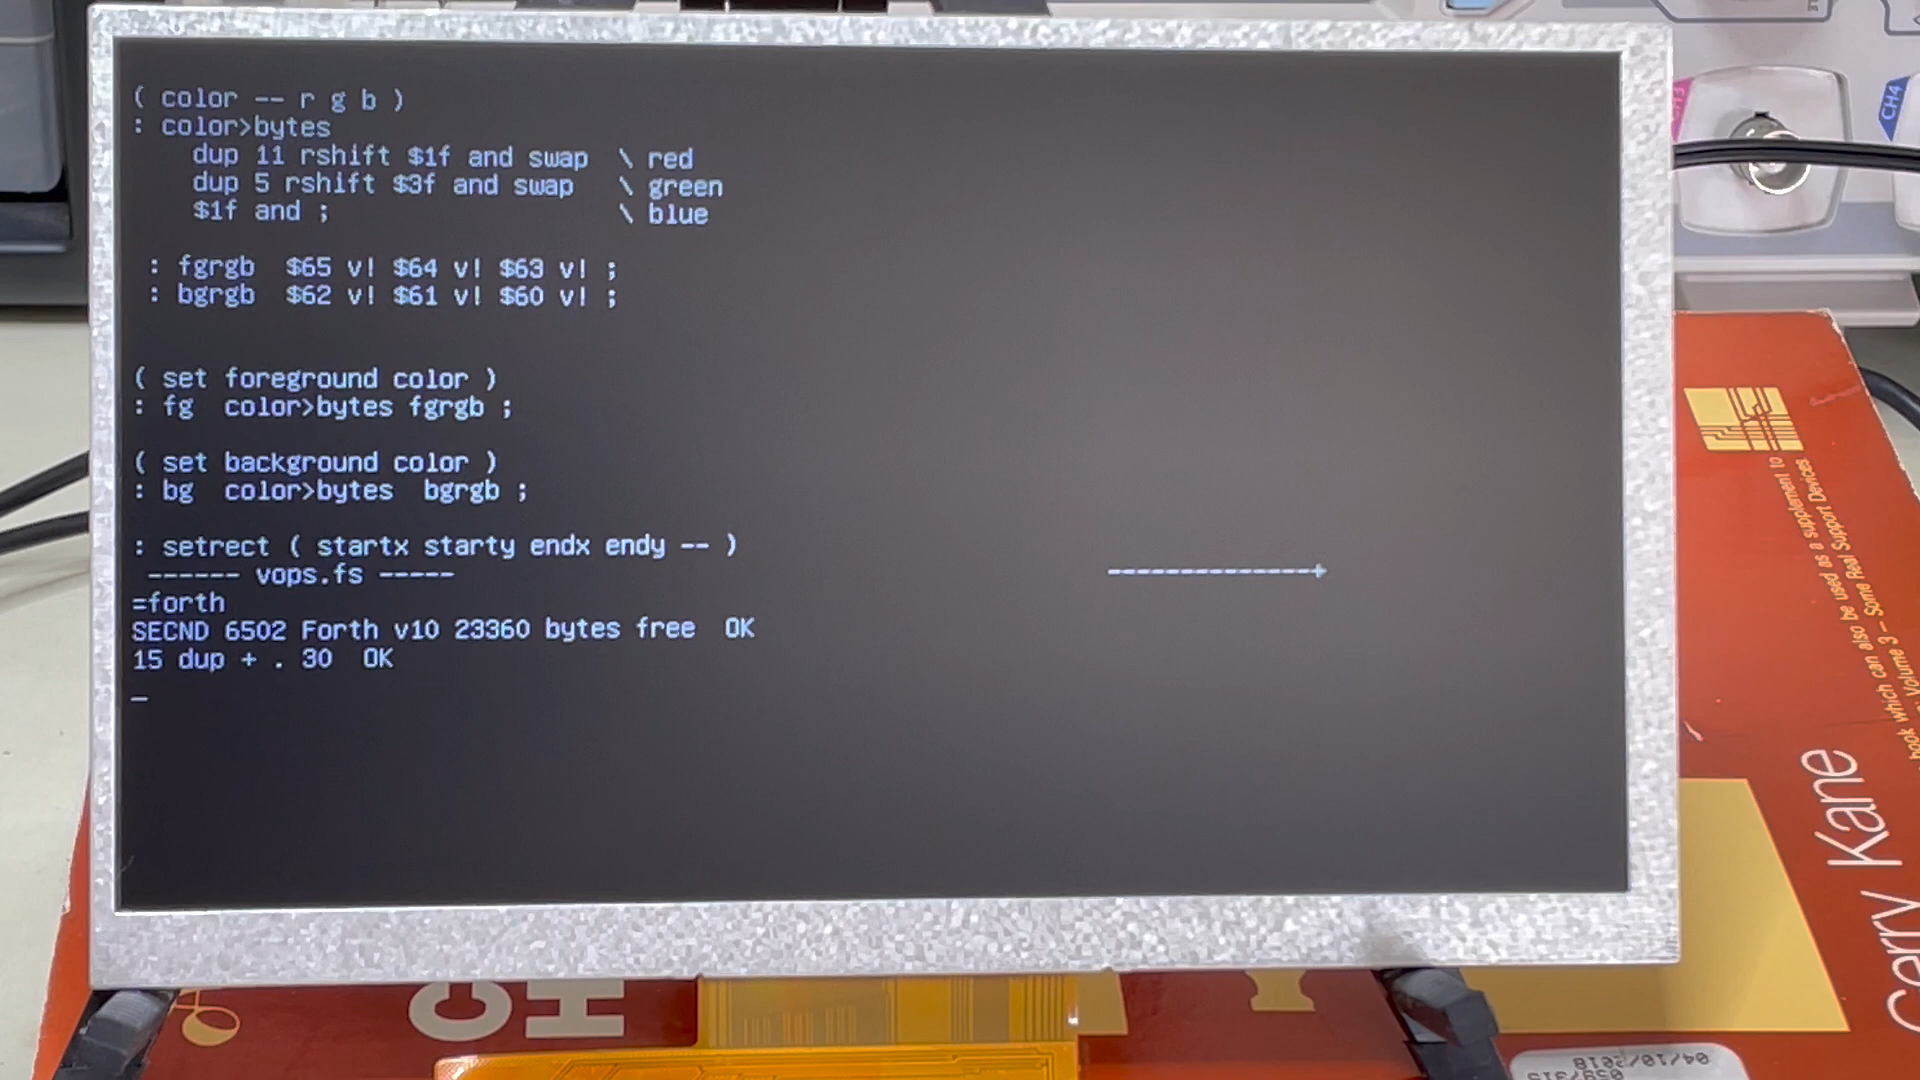 ( color -- r g b )
: color>bytes
    dup 11 rshift $1f and swap  \ red
    dup 5 rshift $3f and swap   \ green
    $1f and ;                   \ blue
 : fgrgb  $65 v! $64 v! $63 v! ;
 : bgrgb  $62 v! $61 v! $60 v! ;
( set foreground color )
: fg  color>bytes fgrgb ;
( set background color )
: bg  color>bytes  bgrgb ;
: setrect ( startx starty endx endy -- )
 ------ vops.fs ----- --------------+
=forth
SECND 6502 Forth v10 23360 bytes free  OK
15 dup + . 30  OK
_
CH3
CH4
book which can also be used as a supplement to
Volume 3 – Some Real Support Devices.
Gerry Kane
C
H
04/10/2018